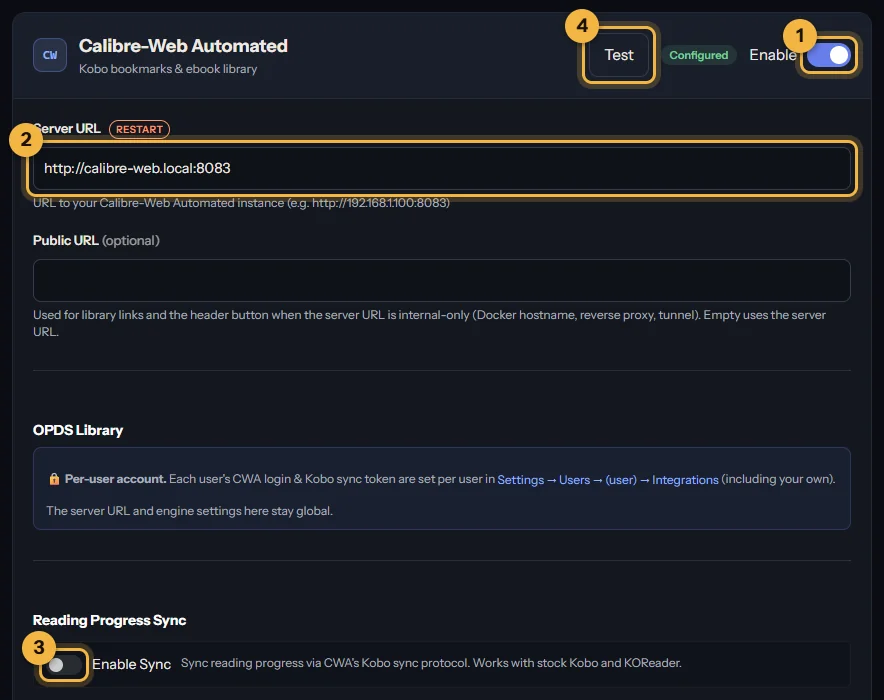 CW
Calibre-Web Automated
Kobo bookmarks & ebook library
4
Test
Configured
Enable
1
2
Server URL RESTART
http://calibre-web.local:8083
URL to your Calibre-Web Automated instance (e.g. http://192.168.1.100:8083)
Public URL (optional)
Used for library links and the header button when the server URL is internal-only (Docker hostname, reverse proxy, tunnel). Empty uses the server
URL.
OPDS Library
🔒 Per-user account. Each user's CWA login & Kobo sync token are set per user in Settings → Users → (user) → Integrations (including your own).
The server URL and engine settings here stay global.
Reading Progress Sync
3
Enable Sync Sync reading progress via CWA's Kobo sync protocol. Works with stock Kobo and KOReader.